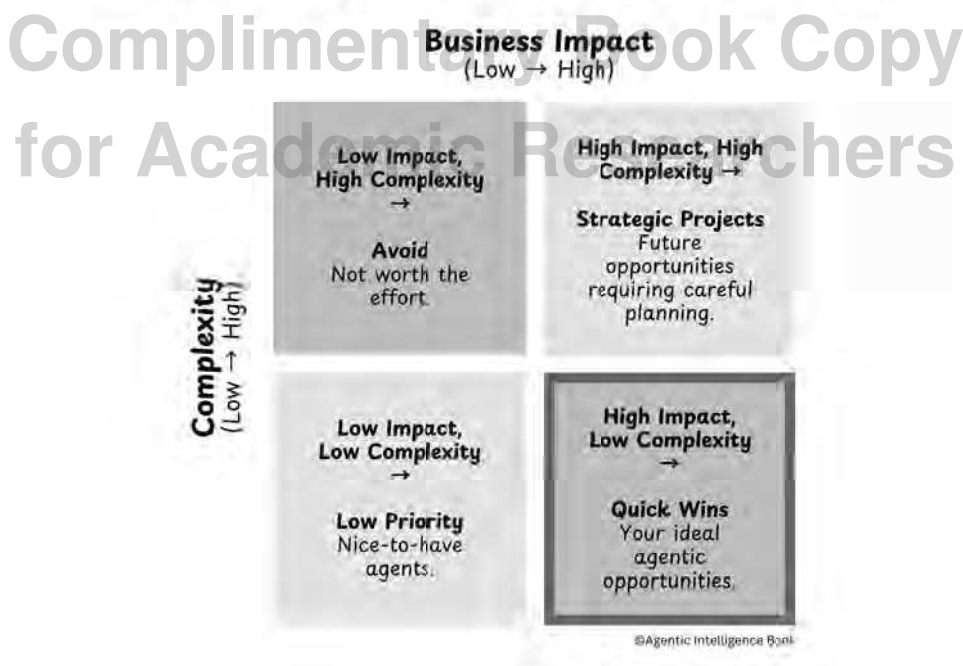 Complimentary Book Copy
for Academic Researchers
Business Impact
(Low → High)
Complexity
(Low → High)
Low Impact,
High Complexity
→
Avoid
Not worth the
effort.
High Impact, High
Complexity →
Strategic Projects
Future
opportunities
requiring careful
planning.
Low Impact,
Low Complexity
→
Low Priority
Nice-to-have
agents.
High Impact,
Low Complexity
→
Quick Wins
Your ideal
agentic
opportunities.
©Agentic Intelligence Book